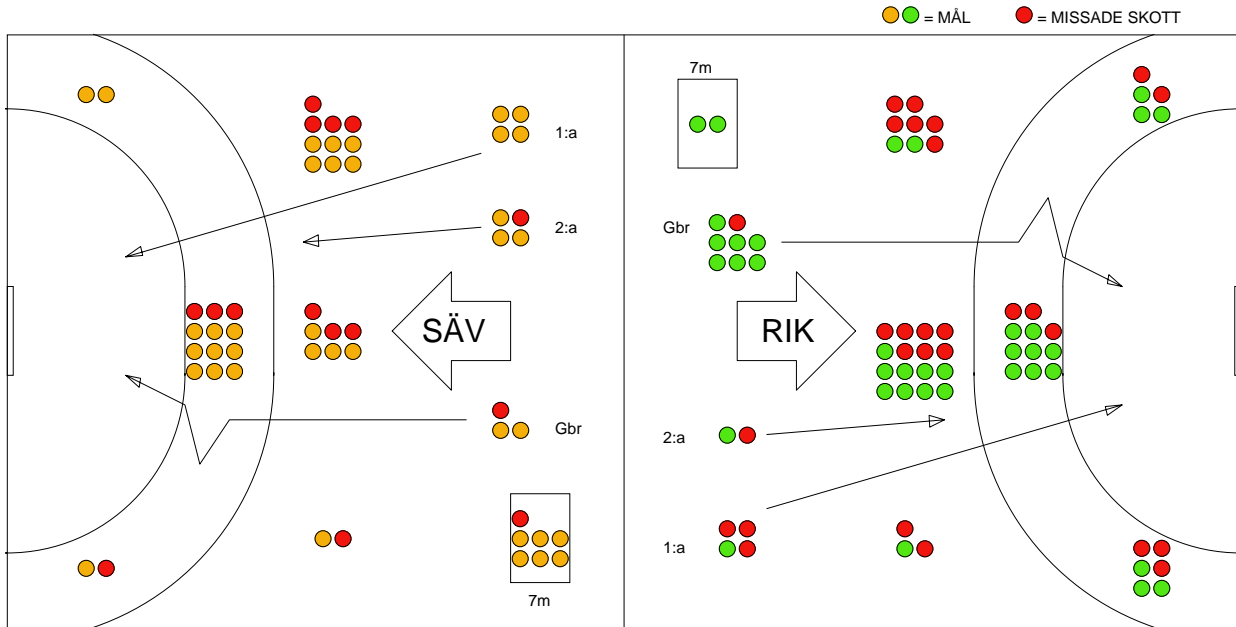 = MÅL = MISSADE SKOTT
7m
1:a
2:a
Gbr
SÄV
RIK
Gbr
2:a
1:a
7m